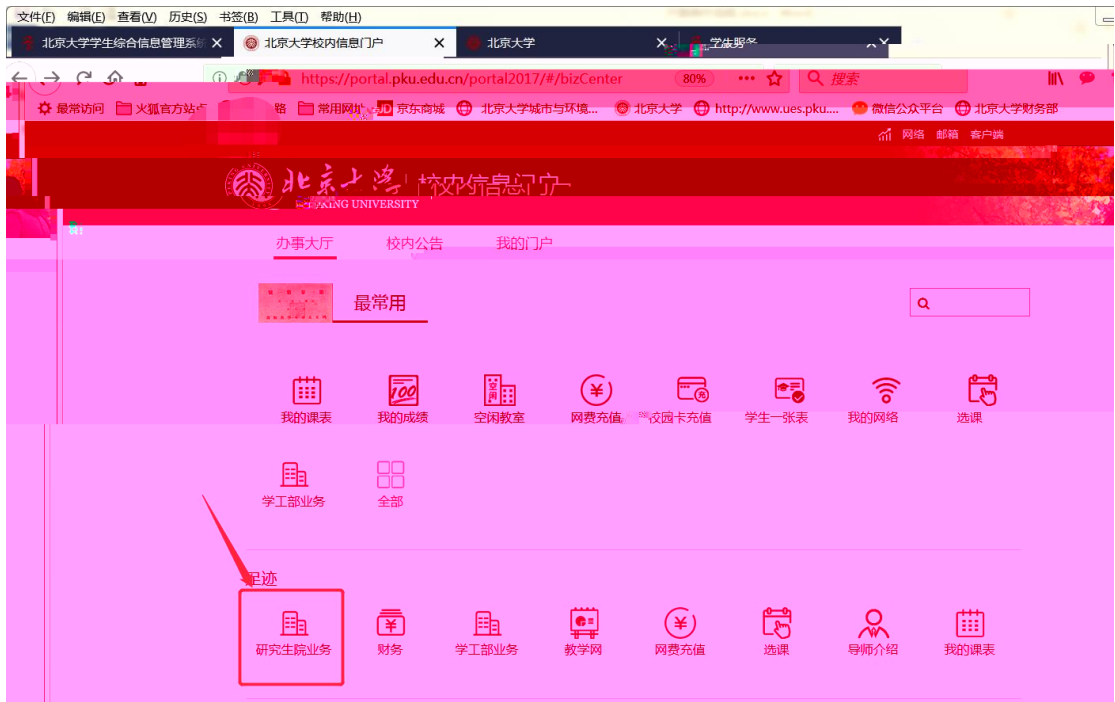 文件(F) 编辑(E) 查看(V) 历史(S) 书签(B) 工具(T) 帮助(H)
北京大学学生综合信息管理系统 北京大学校内信息门户 北京大学 学生服务
https://portal.pku.edu.cn/portal2017/#/bizCenter 80% 搜索
最常访问 火狐官方站点 路 常用网址 JD 京东商城 北京大学城市与环境... 北京大学 http://www.ues.pku.... 微信公众平台 北京大学财务部
网络 邮箱 客户端
北京大学 校内信息门户
PEKING UNIVERSITY
办事大厅 校内公告 我的门户
最常用
我的课表 我的成绩 空闲教室 网费充值 校园卡充值 学生一张表 我的网络 选课
学工部业务 全部
足迹
研究生院业务 财务 学工部业务 教学网 网费充值 选课 导师介绍 我的课表